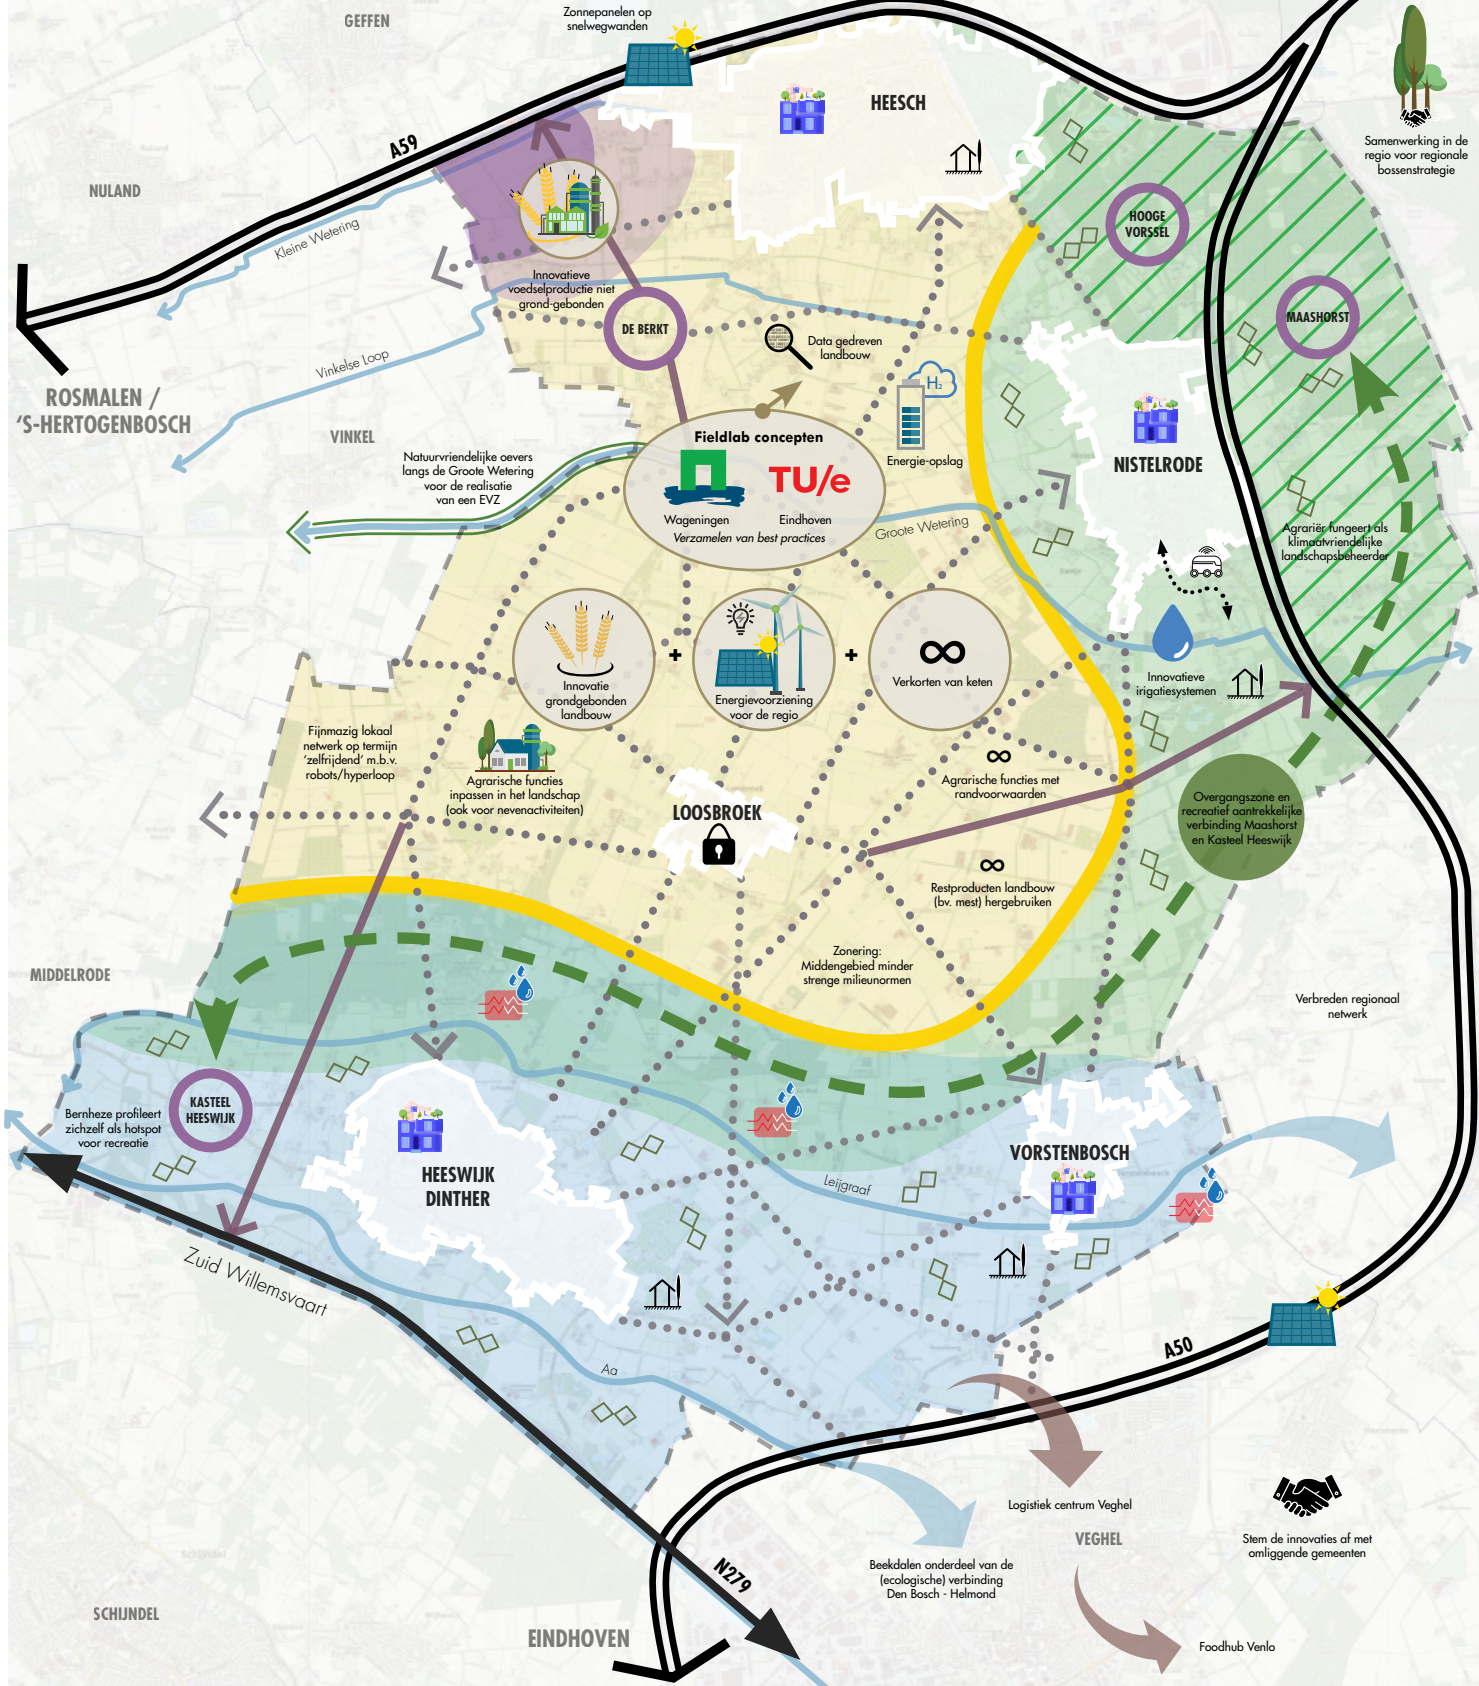 GEFFEN
Zonnepanelen op
snelwegwanden
HEESCH
Samenwerking in de
regio voor regionale
bossenstrategie
A59
NULAND
Kleine Wetering
HOOGE
VORSSEL
Innovatieve
voedselproductie niet
grond-gebonden
DE BERKT
MAASHORST
Data gedreven
landbouw
Vinkelse Loop
ROSMALEN /
'S-HERTOGENBOSCH
H₂
Energie-opslag
VINKEL
Natuurvriendelijke oevers
langs de Groote Wetering
voor de realisatie
van een EVZ
Fieldlab concepten
TU/e
Wageningen
Eindhoven
Verzamelen van best practices
Groote Wetering
NISTELRODE
Agrariër fungeert als
klimaatvriendelijke
landschapsbeheerder
Innovatie
grondgebonden
landbouw
+
Energievoorziening
voor de regio
+
Verkorten van keten
Innovatieve
irrigatiesystemen
Fijnmazig lokaal
netwerk op termijn
'zelfrijdend' m.b.v.
robots/hyperloop
Agrarische functies
inpassen in het landschap
(ook voor nevenactiviteiten)
Agrarische functies met
randvoorwaarden
LOOSBROEK
Overgangszone en
recreatief aantrekkelijke
verbinding Maashorst
en Kasteel Heeswijk
Restproducten landbouw
(bv. mest) hergebruiken
Zonering:
Middengebied minder
strenge milieunormen
MIDDELRODE
Verbreden regionaal
netwerk
KASTEEL
HEESWIJK
Bernheze profileert
zichzelf als hotspot
voor recreatie
HEESWIJK
DINTHER
VORSTENBOSCH
Leijgraaf
Zuid Willemsvaart
Aa
A50
Logistiek centrum Veghel
VEGHEL
Stem de innovaties af met
omliggende gemeenten
Beekdalen onderdeel van de
(ecologische) verbinding
Den Bosch - Helmond
N279
SCHIJNDEL
EINDHOVEN
Foodhub Venlo